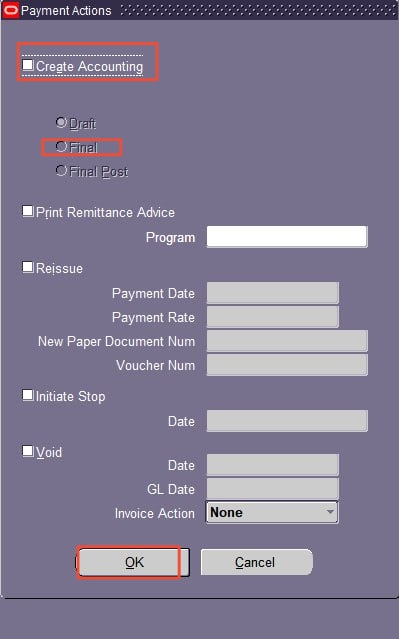 Payment Actions
Create Accounting
Draft
Final
Final Post
Print Remittance Advice
Program
Reissue
Payment Date
Payment Rate
New Paper Document Num
Voucher Num
Initiate Stop
Date
Void
Date
GL Date
Invoice Action None
OK Cancel